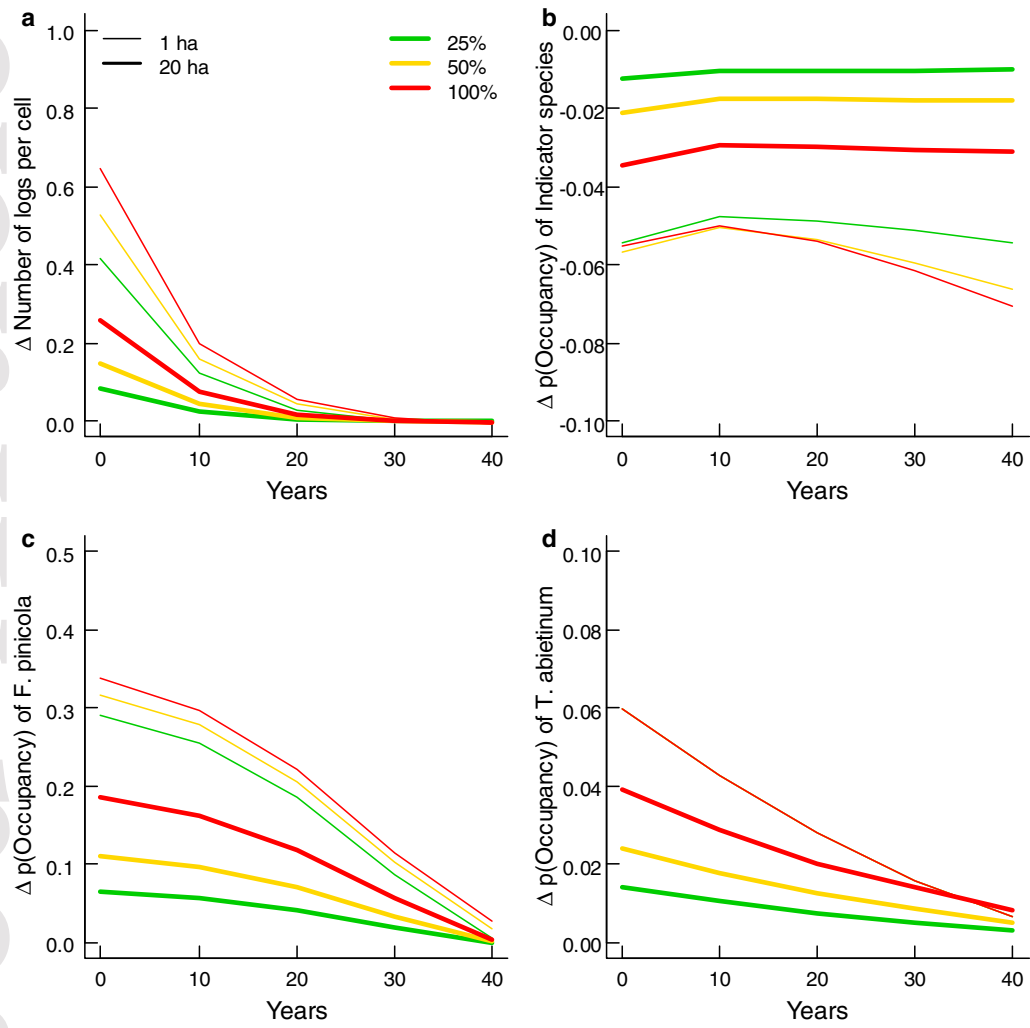 a
Δ Number of logs per cell
1.0
0.8
0.6
0.4
0.2
0.0
1 ha
20 ha
25%
50%
100%
0 10 20 30 40
Years
b
Δ p(Occupancy) of Indicator species
0.00
-0.02
-0.04
-0.06
-0.08
-0.10
0 10 20 30 40
Years
c
Δ p(Occupancy) of F. pinicola
0.5
0.4
0.3
0.2
0.1
0.0
0 10 20 30 40
Years
d
Δ p(Occupancy) of T. abietinum
0.10
0.08
0.06
0.04
0.02
0.00
0 10 20 30 40
Years